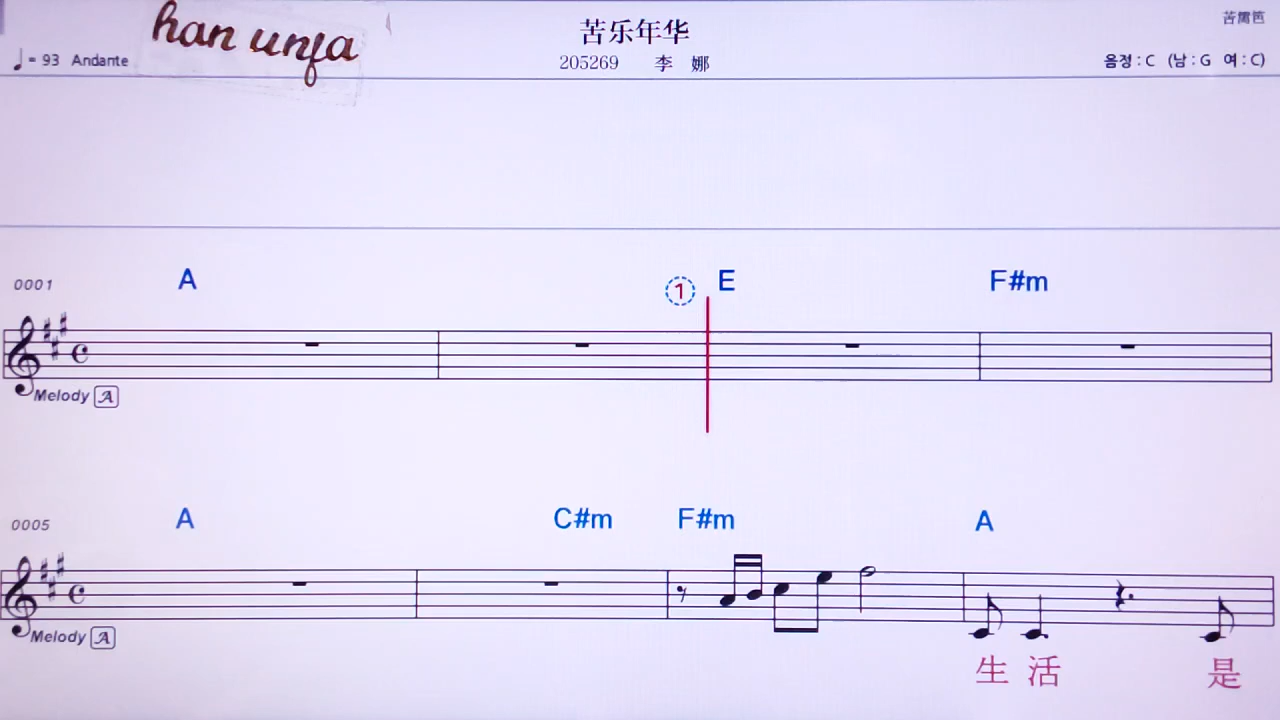 han unfa
苦乐年华
♩= 93 Andante
205269 李 娜
음정 : C (남 : G 여 : C)
0001
A
①
E
F#m
Melody A
0005
A
C#m
F#m
A
Melody A
生 活 是